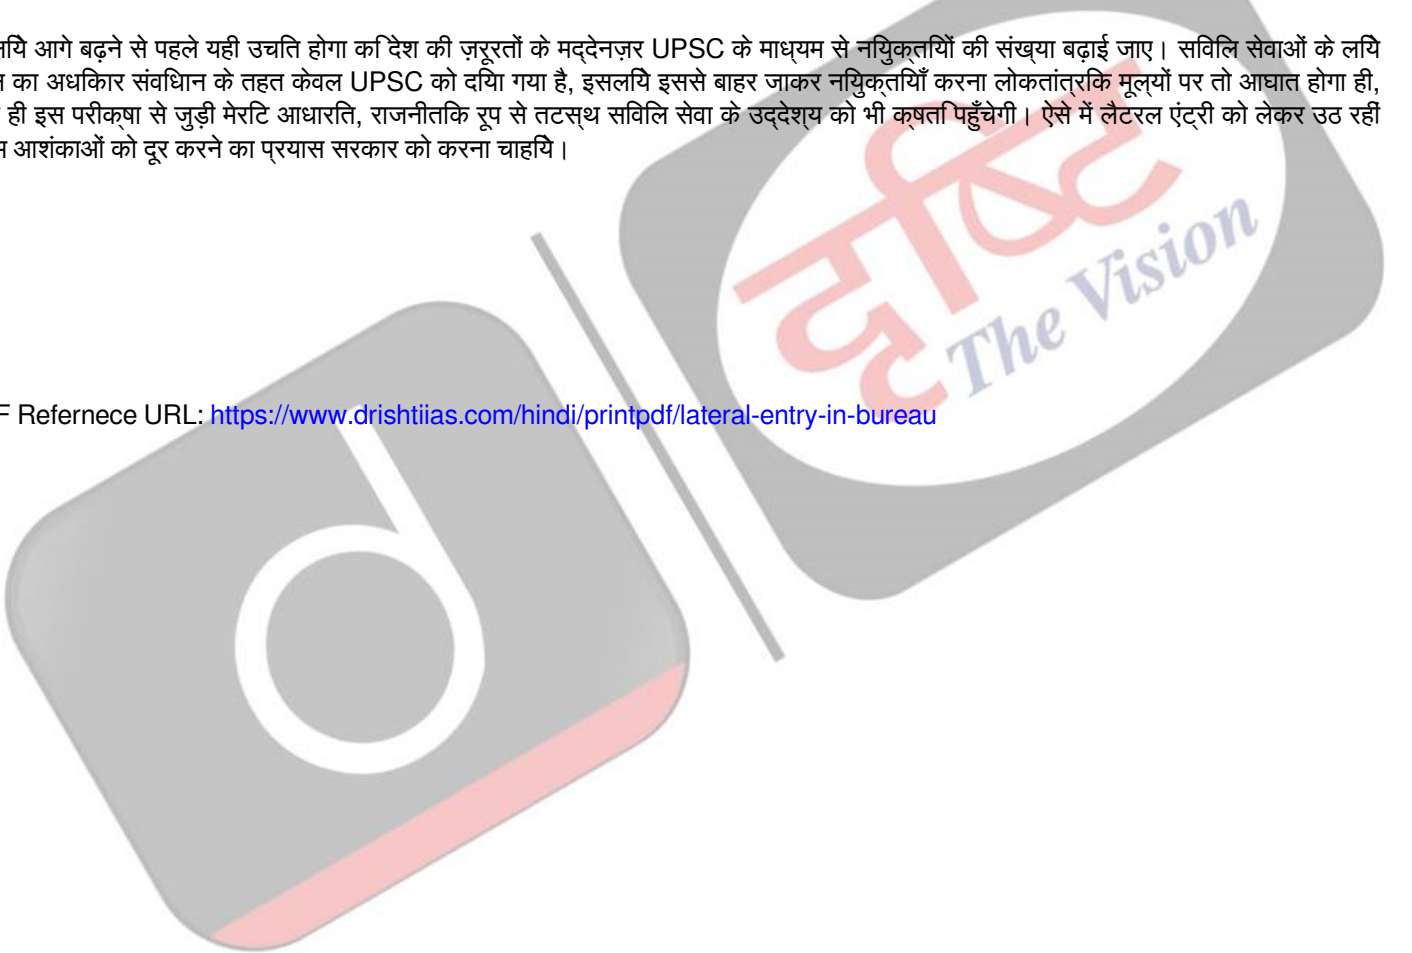 लिये आगे बढ़ने से पहले यही उचित होगा कि देश की ज़रूरतों के मद्देनज़र UPSC के माध्यम से नियुक्तियों की संख्या बढ़ाई जाए। सिविल सेवाओं के लिये
का अधिकार संविधान के तहत केवल UPSC को दिया गया है, इसलिये इससे बाहर जाकर नियुक्तियाँ करना लोकतांत्रिक मूल्यों पर तो आघात होगा ही,
ही इस परीक्षा से जुड़ी मेरिट आधारित, राजनीतिक रूप से तटस्थ सिविल सेवा के उद्देश्य को भी क्षति पहुँचेगी। ऐसे में लैटरल एंट्री को लेकर उठ रहीं
आशंकाओं को दूर करने का प्रयास सरकार को करना चाहिये।
दृष्टि
The Vision
F Refernece URL: https://www.drishtiias.com/hindi/printpdf/lateral-entry-in-bureau